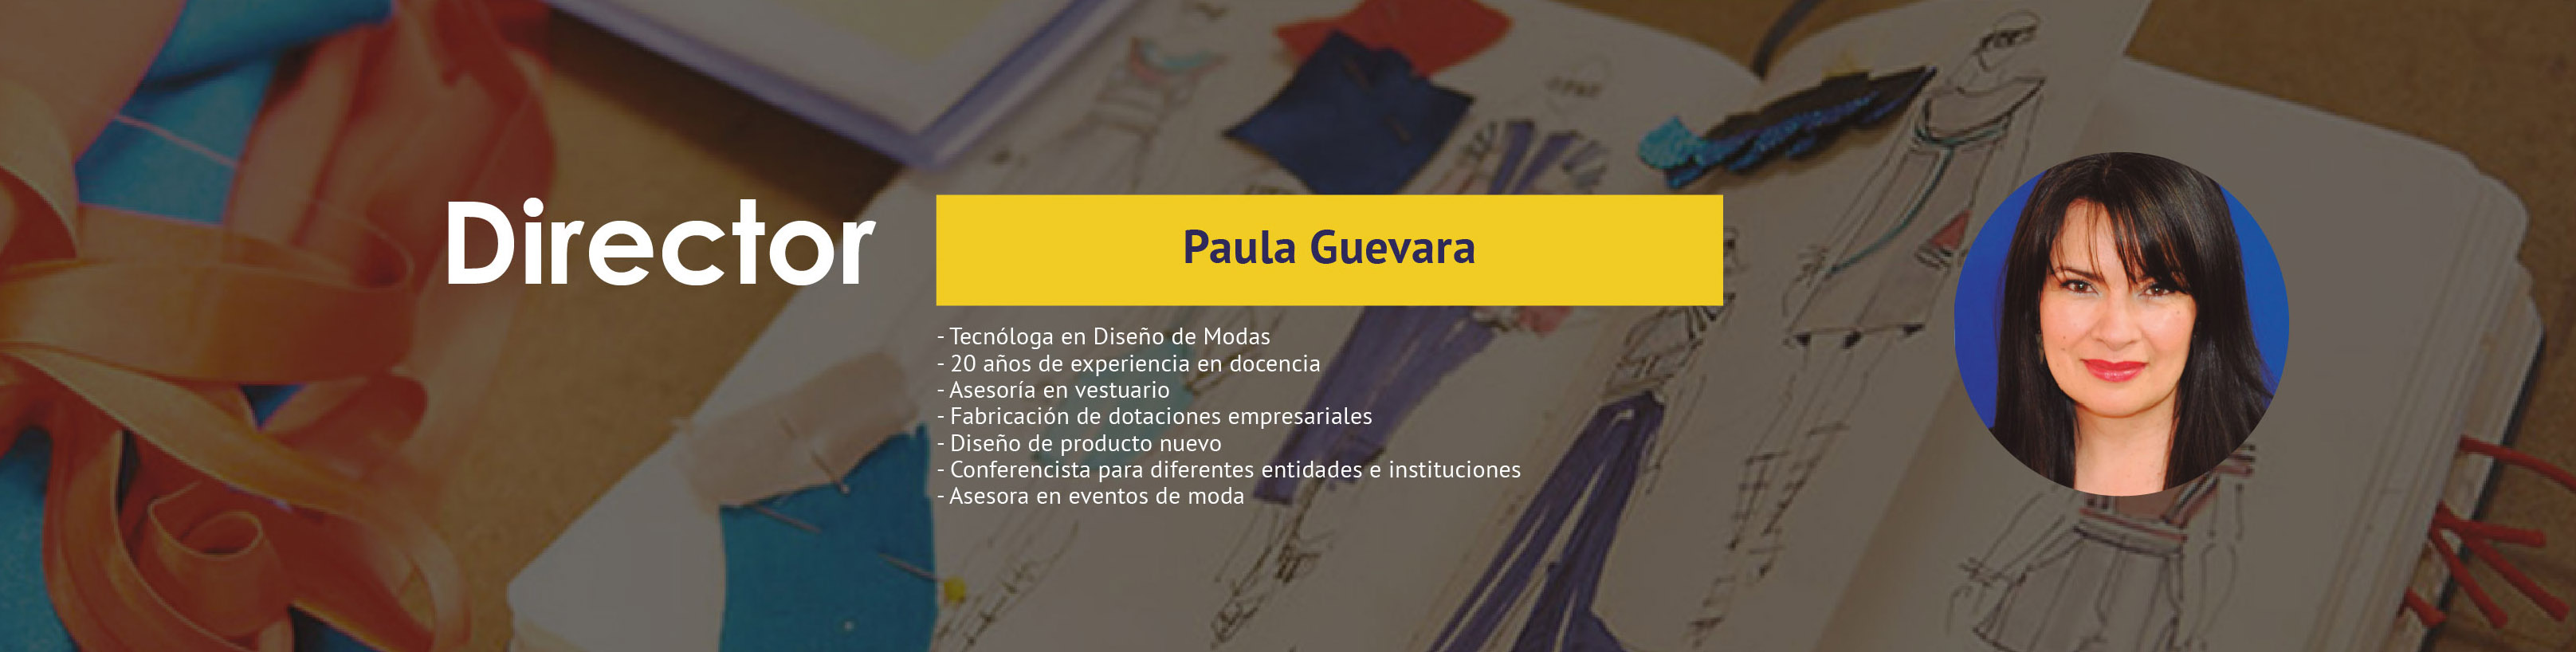 Director
Paula Guevara
- Tecnóloga en Diseño de Modas
- 20 años de experiencia en docencia
- Asesoría en vestuario
- Fabricación de dotaciones empresariales
- Diseño de producto nuevo
- Conferencista para diferentes entidades e instituciones
- Asesora en eventos de moda